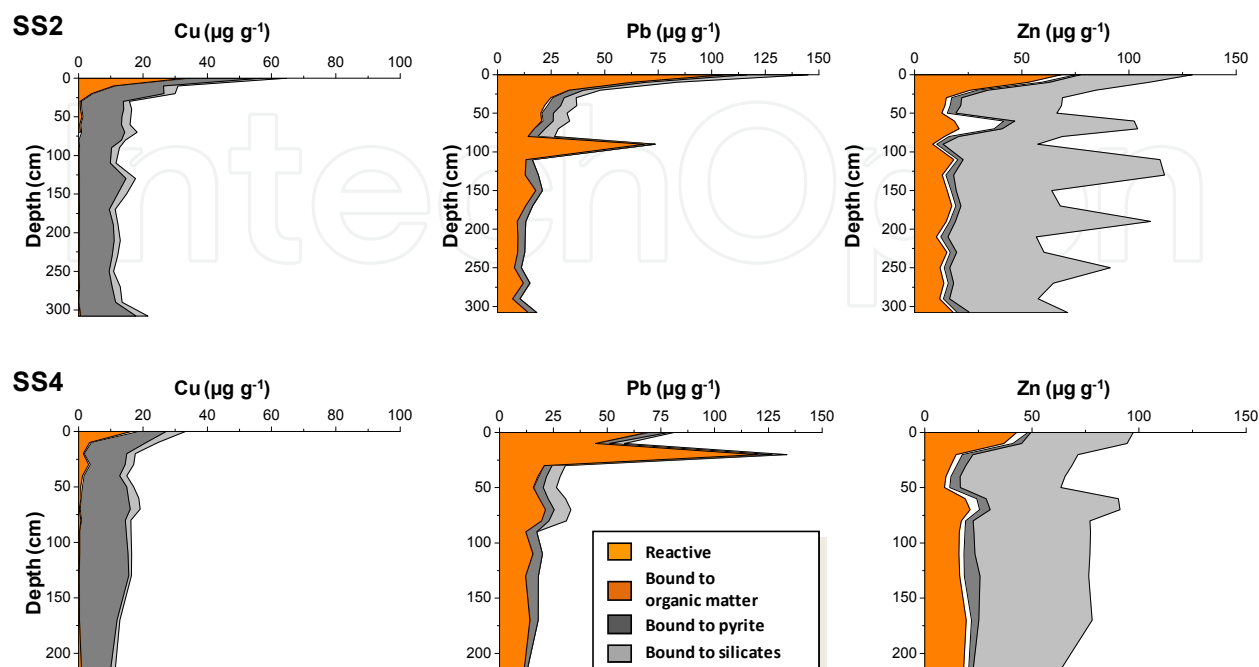 SS2
Cu (µg g⁻¹)
Pb (µg g⁻¹)
Zn (µg g⁻¹)
0 20 40 60 80 100
0 25 50 75 100 125 150
50 100 150
0
50
100
150
200
250
300
Depth (cm)
0
50
100
150
200
250
300
Depth (cm)
0
50
100
150
200
250
300
Depth (cm)
IntechOpen
SS4
Cu (µg g⁻¹)
Pb (µg g⁻¹)
Zn (µg g⁻¹)
0 20 40 60 80 100
0 25 50 75 100 125 150
0 50 100 150
0
50
100
150
200
Depth (cm)
0
50
100
150
200
0
50
100
150
200
Reactive
Bound to
organic matter
Bound to pyrite
Bound to silicates